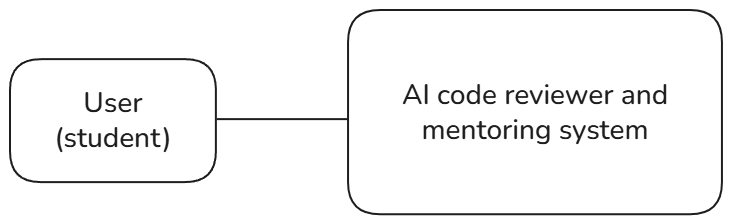 User
(student)
AI code reviewer and
mentoring system